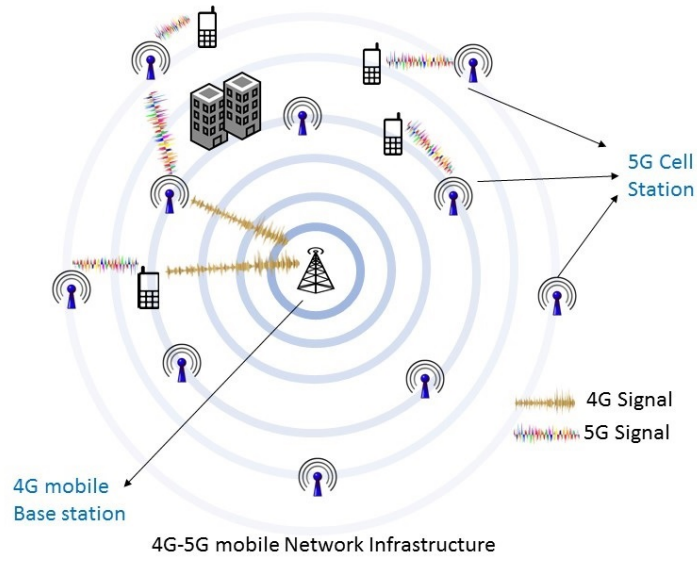 5G Cell
Station
4G Signal
5G Signal
4G mobile
Base station
4G-5G mobile Network Infrastructure